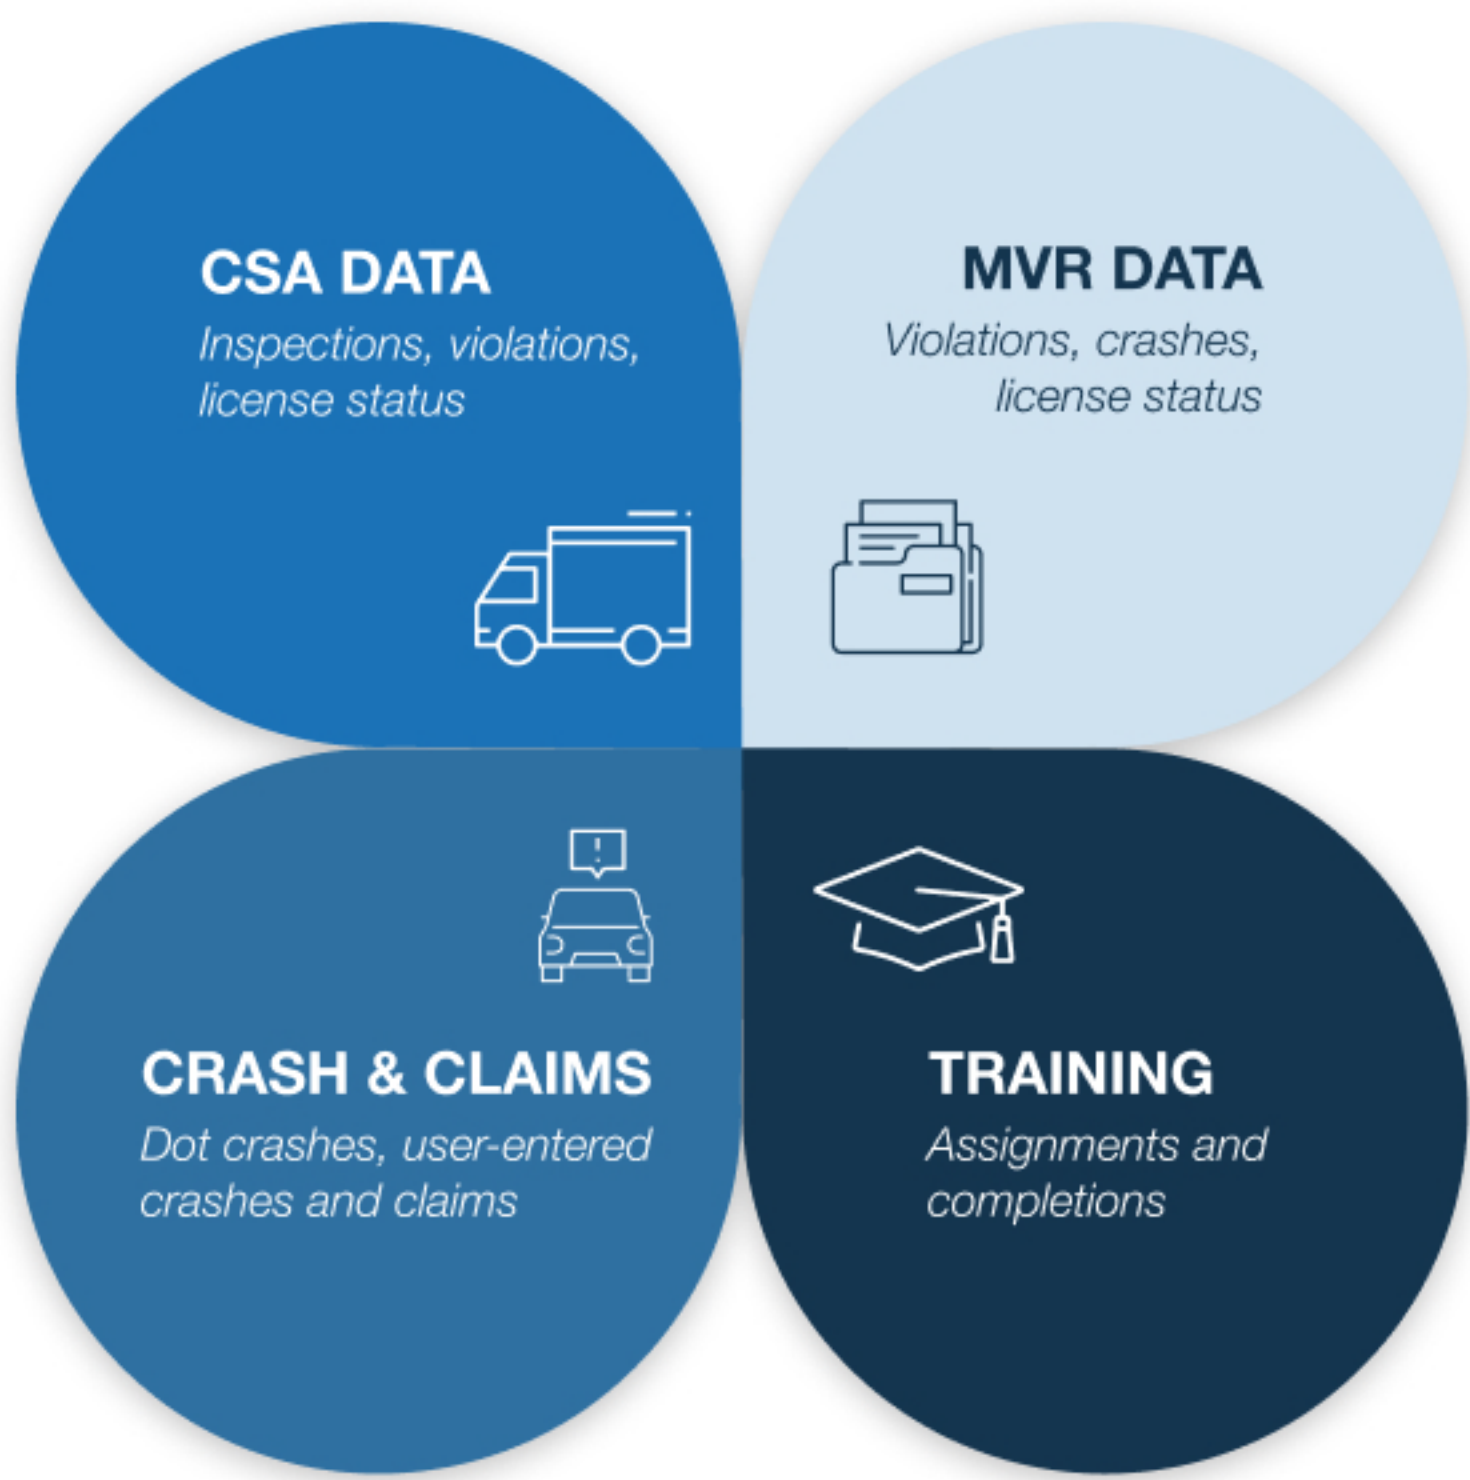 CSA DATA
Inspections, violations,
license status
MVR DATA
Violations, crashes,
license status
!
CRASH & CLAIMS
Dot crashes, user-entered
crashes and claims
TRAINING
Assignments and
completions